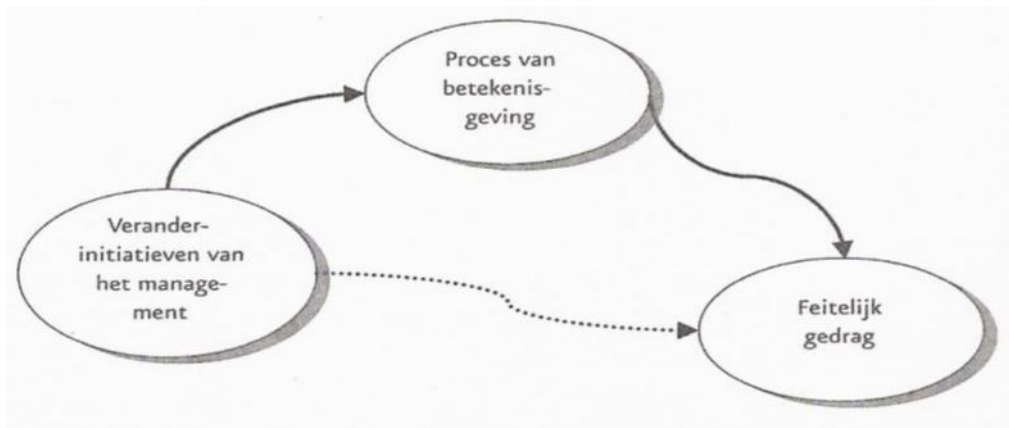 Proces van
betekenis-
geving
Verander-
initiatieven van
het manage-
ment
Feitelijk
gedrag